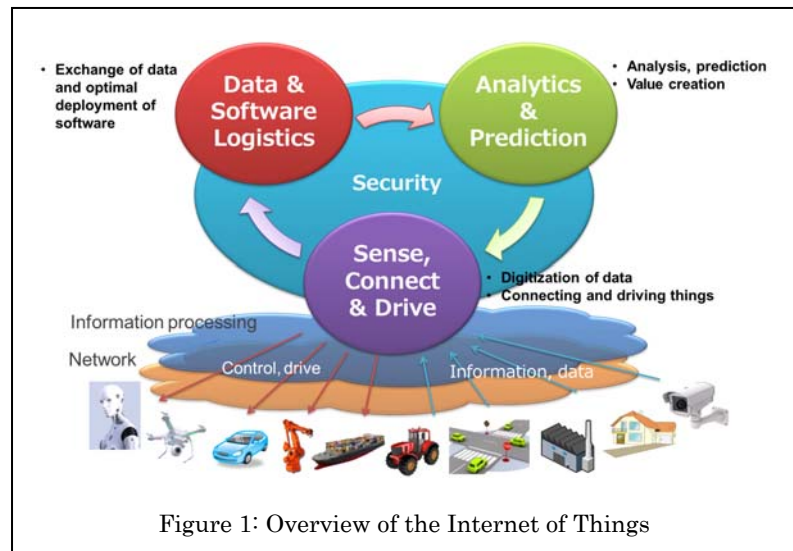 • Exchange of data
and optimal
deployment of
software
Data &
Software
Logistics
Analytics
&
Prediction
• Analysis, prediction
• Value creation
Security
Sense,
Connect
& Drive
• Digitization of data
• Connecting and driving things
Information processing
Network
Control, drive
Information, data
Figure 1: Overview of the Internet of Things